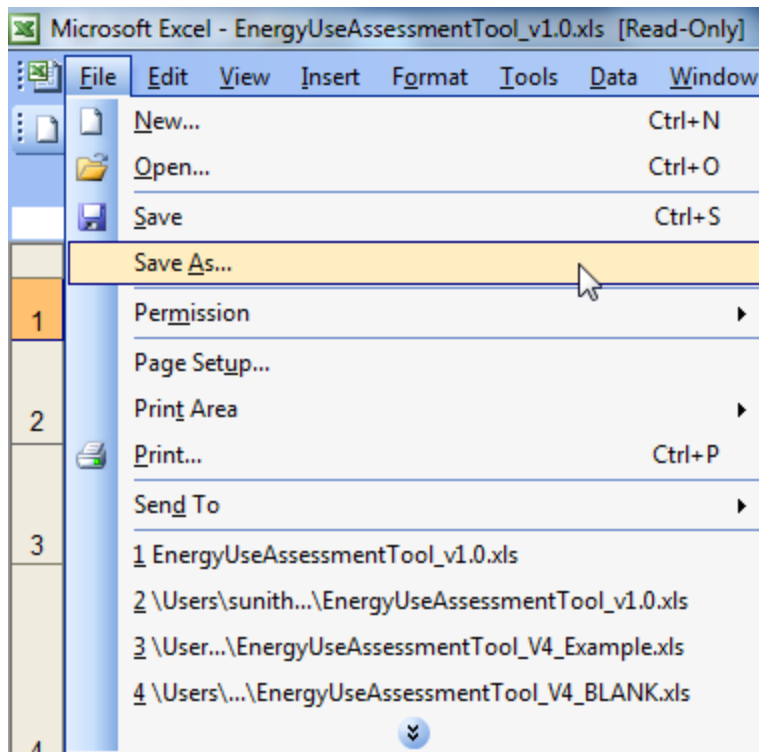 Microsoft Excel - EnergyUseAssessmentTool_v1.0.xls [Read-Only]
File Edit View Insert Format Tools Data Window
New... Ctrl+N
Open... Ctrl+O
Save Ctrl+S
Save As...
1 Permission
Page Setup...
2 Print Area
Print... Ctrl+P
Send To
3
1 EnergyUseAssessmentTool_v1.0.xls
2 \Users\sunith...\EnergyUseAssessmentTool_v1.0.xls
3 \User...\EnergyUseAssessmentTool_V4_Example.xls
4 \Users\...\EnergyUseAssessmentTool_V4_BLANK.xls
4